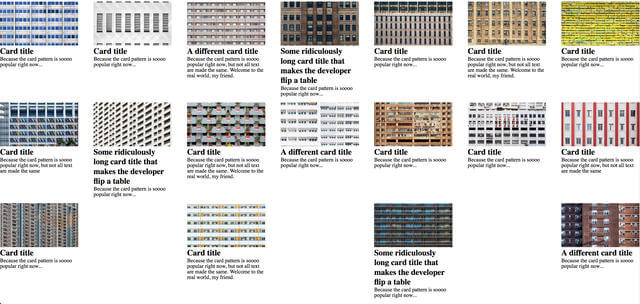 Card title
Because the card pattern is soooo
popular right now...
Card title
Because the card pattern is soooo
popular right now...
A different card title
Because the card pattern is soooo
popular right now, but not all text
are made the same. Welcome to the
real world, my friend.
Some ridiculously
long card title that
makes the developer
flip a table
Because the card pattern is soooo
popular right now...
Card title
Because the card pattern is soooo
popular right now...
Card title
Because the card pattern is soooo
popular right now, but not all text
are made the same. Welcome to the
real world, my friend.
Card title
Because the card pattern is soooo
popular right now...
Card title
Because the card pattern is soooo
popular right now, but not all text
are made the same
Some ridiculously
long card title that
makes the developer
flip a table
Because the card pattern is soooo
popular right now...
Card title
Because the card pattern is soooo
popular right now, but not all text
are made the same. Welcome to the
real world, my friend.
A different card title
Because the card pattern is soooo
popular right now...
Card title
Because the card pattern is soooo
popular right now...
Card title
Because the card pattern is soooo
popular right now, but not all text
are made the same. Welcome to the
real world, my friend.
Card title
Because the card pattern is soooo
popular right now, but not all text
are made the same
Card title
Because the card pattern is soooo
popular right now...
Card title
Because the card pattern is soooo
popular right now, but not all text
are made the same. Welcome to the
real world, my friend.
Some ridiculously
long card title that
makes the developer
flip a table
Because the card pattern is soooo
popular right now...
A different card title
Because the card pattern is soooo
popular right now...